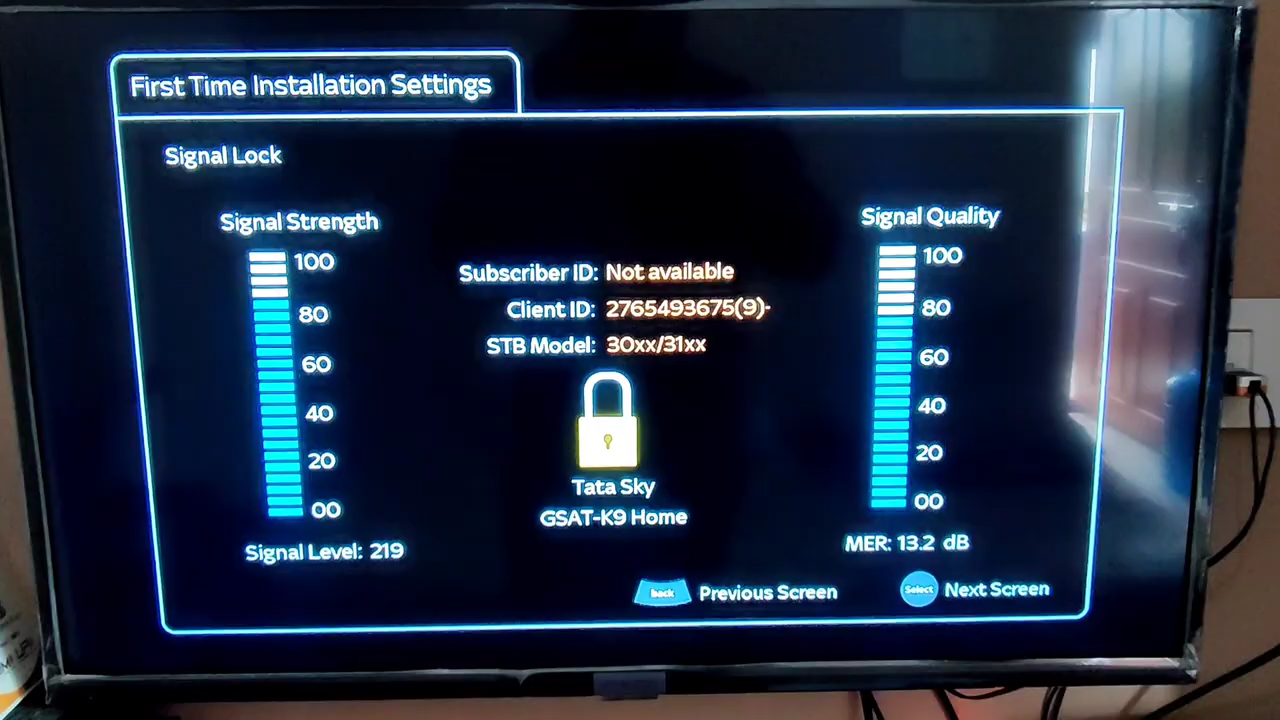 First Time Installation Settings
Signal Lock
Signal Strength
100
80
60
40
20
00
Signal Level: 219
Subscriber ID: Not available
Client ID: 2765493675(9)-
STB Model: 30xx/31xx
Tata Sky
GSAT-K9 Home
Signal Quality
100
80
60
40
20
00
MER: 13.2 dB
back Previous Screen
Select Next Screen